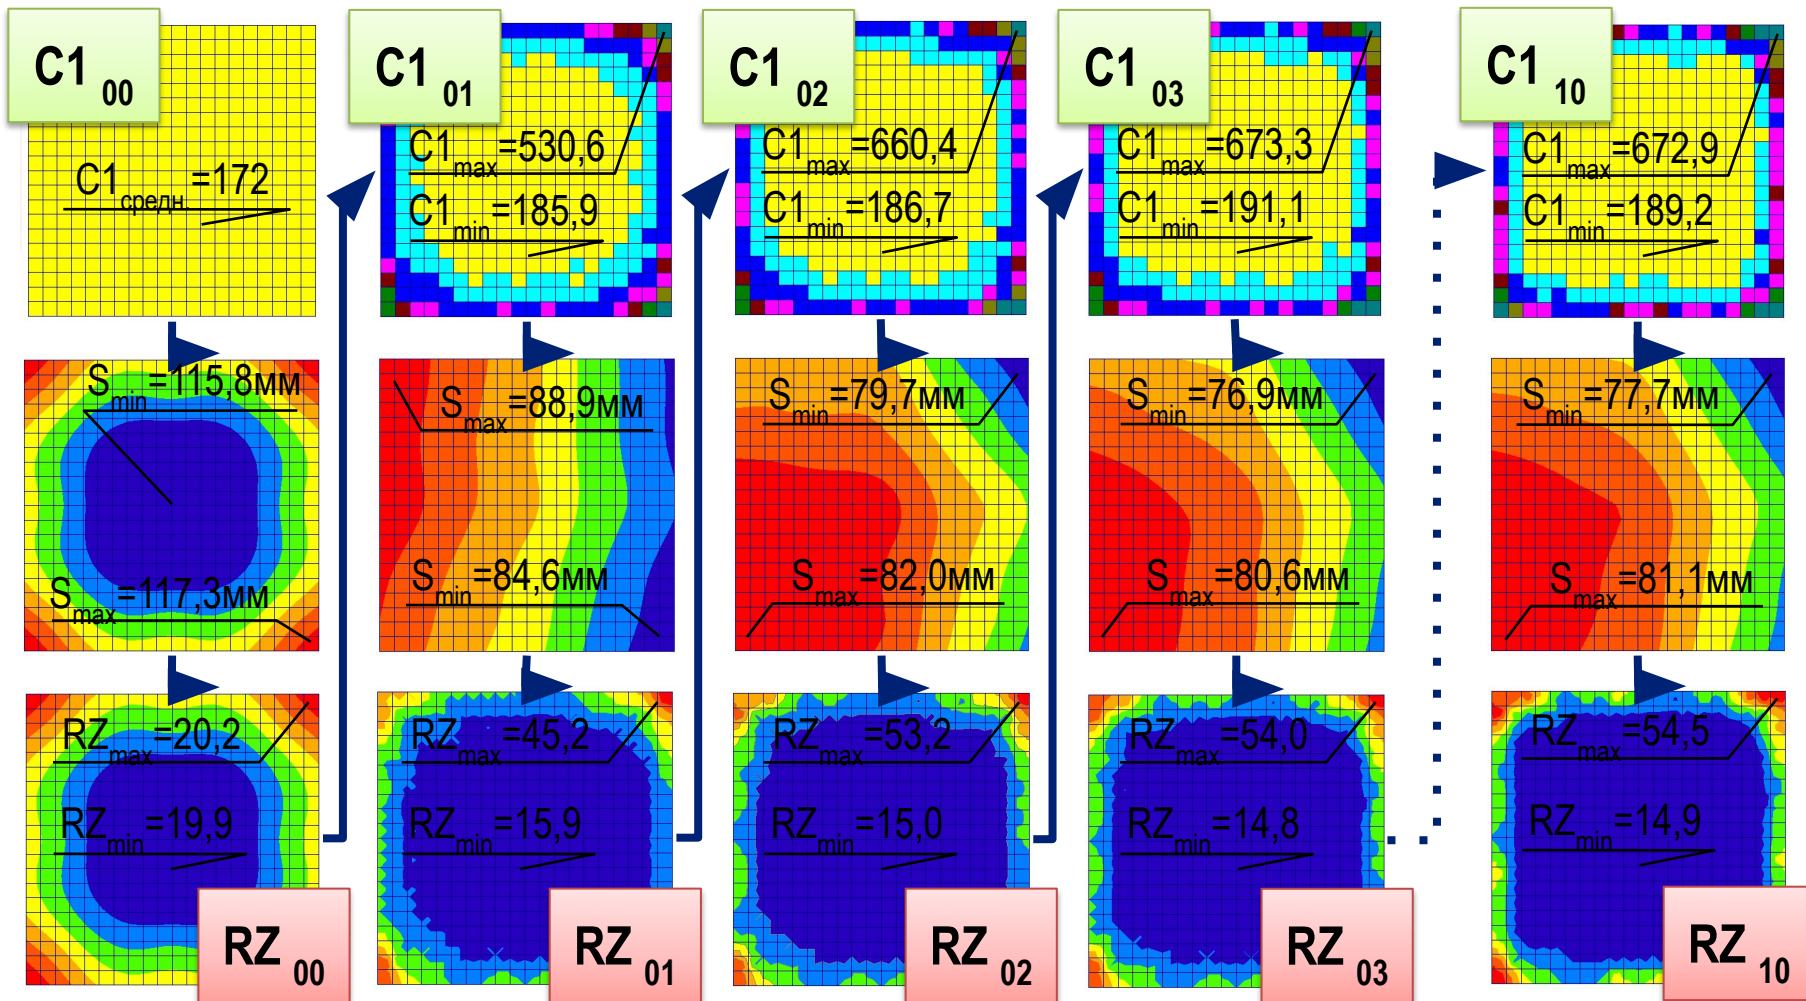 C1 00
C1средн.=172
Smin=115,8мм
Smax=117,3мм
RZmax=20,2
RZmin=19,9
RZ 00
C1 01
C1max=530,6
C1min=185,9
Smax=88,9мм
Smin=84,6мм
RZmax=45,2
RZmin=15,9
RZ 01
C1 02
C1max=660,4
C1min=186,7
Smin=79,7мм
Smax=82,0мм
RZmax=53,2
RZmin=15,0
RZ 02
C1 03
C1max=673,3
C1min=191,1
Smin=76,9мм
Smax=80,6мм
RZmax=54,0
RZmin=14,8
RZ 03
C1 10
C1max=672,9
C1min=189,2
Smin=77,7мм
Smax=81,1мм
RZmax=54,5
RZmin=14,9
RZ 10